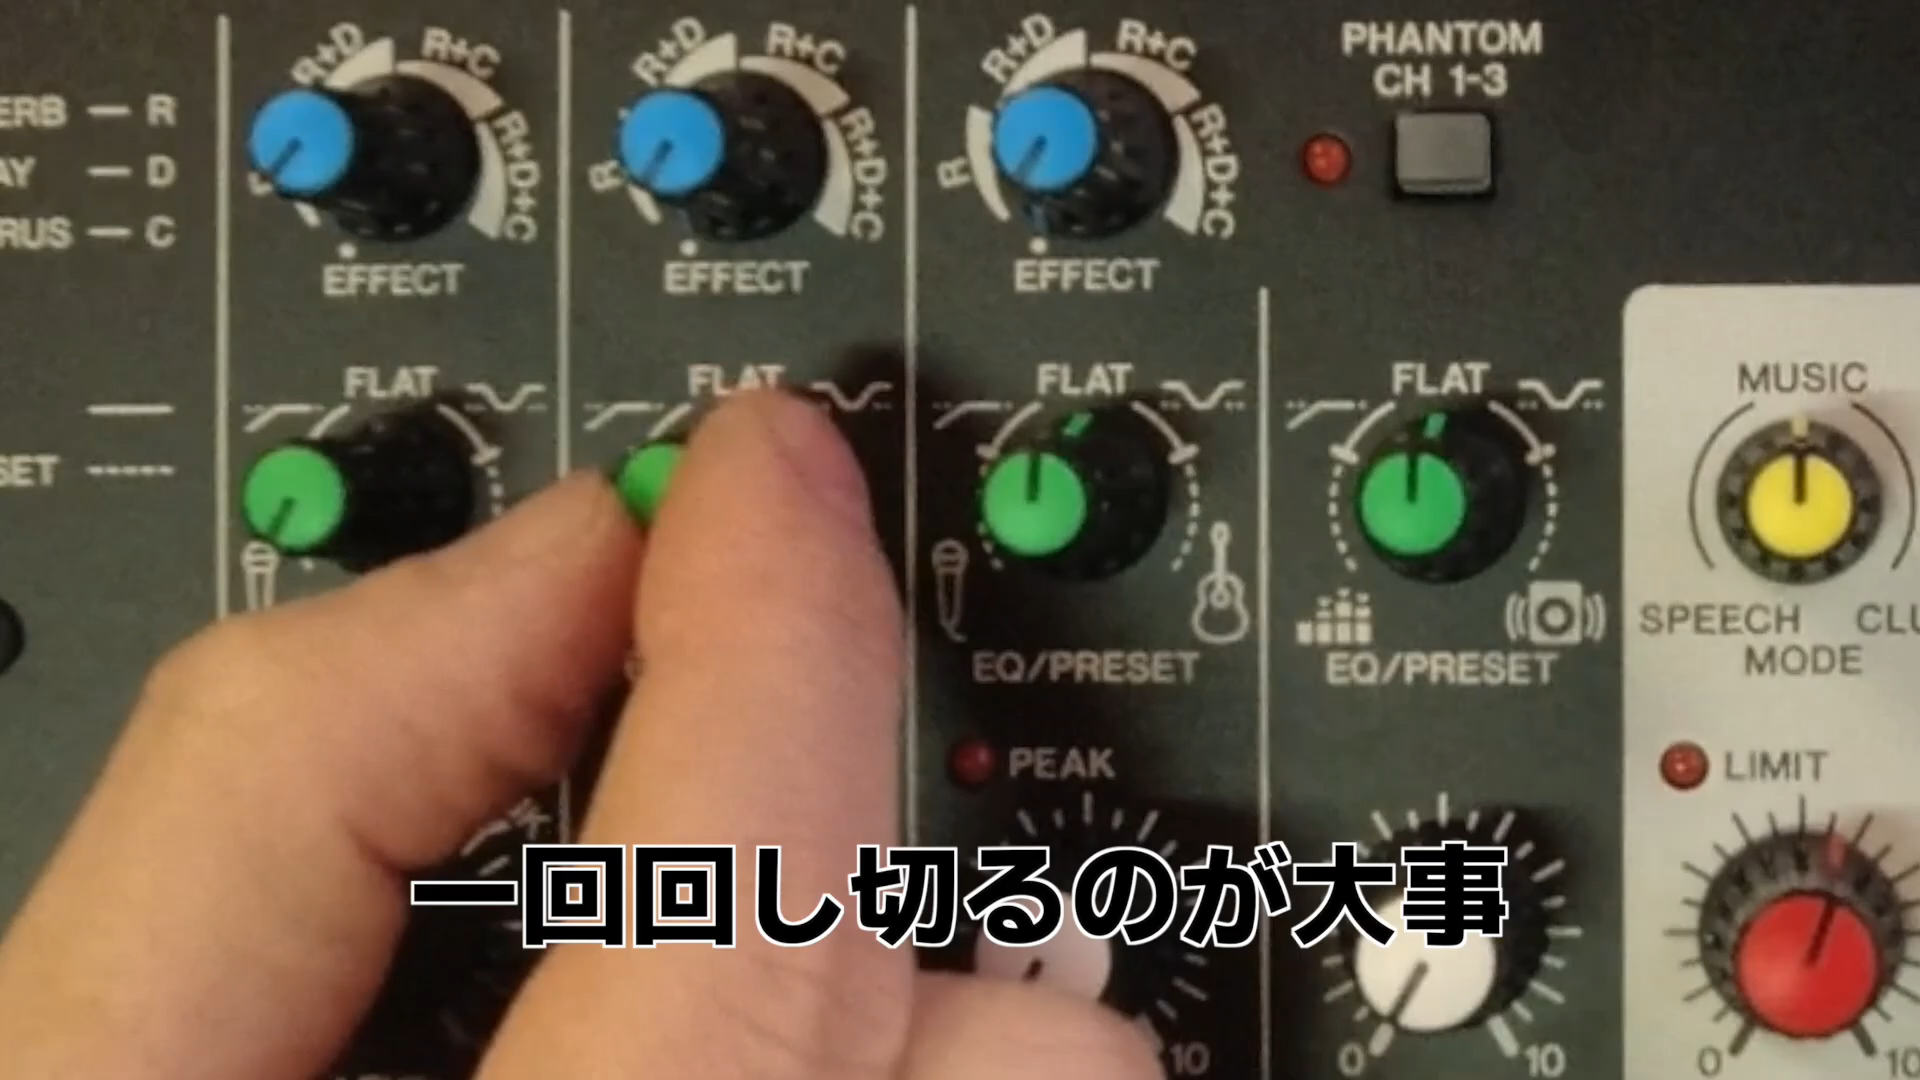 R+D R+C R+D R+C R+D R+C PHANTOM
CH 1-3
R+D+C R R+D+C R R+D+C
ERB — R
AY — D
RUS — C
EFFECT EFFECT EFFECT
FLAT FLAT FLAT FLAT MUSIC
SET -----
SPEECH
MODE
EQ/PRESET EQ/PRESET
PEAK LIMIT
一回回し切るのが大事
10 0 10 0 10